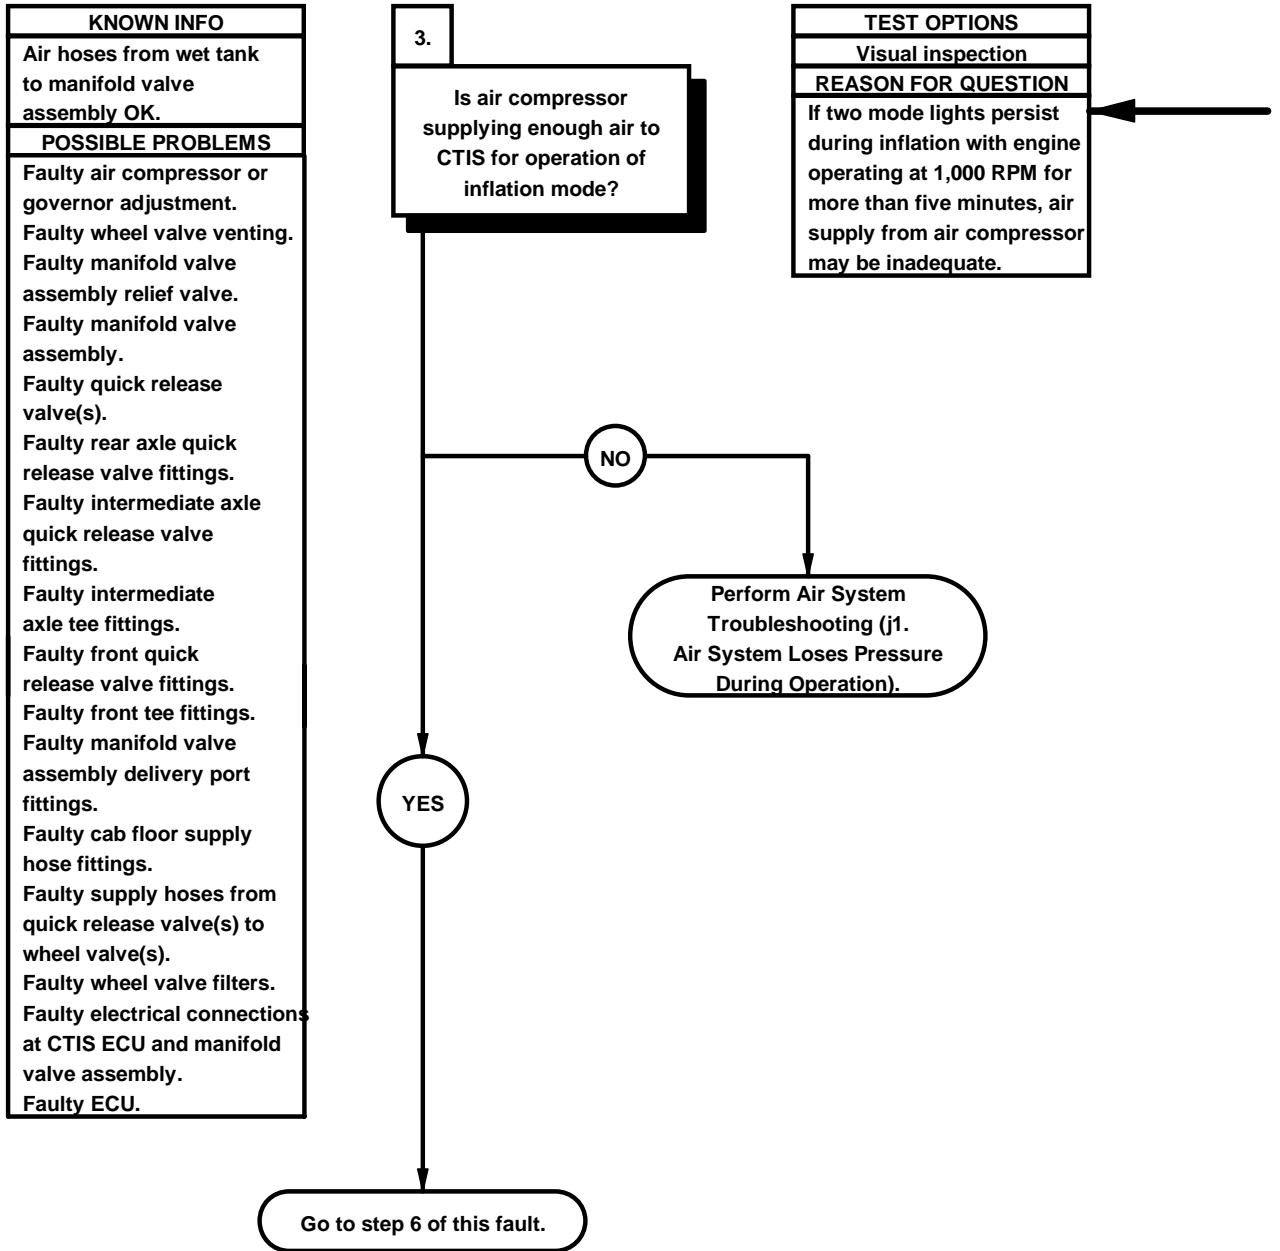 KNOWN INFO
Air hoses from wet tank
to manifold valve
assembly OK.
POSSIBLE PROBLEMS
Faulty air compressor or
governor adjustment.
Faulty wheel valve venting.
Faulty manifold valve
assembly relief valve.
Faulty manifold valve
assembly.
Faulty quick release
valve(s).
Faulty rear axle quick
release valve fittings.
Faulty intermediate axle
quick release valve
fittings.
Faulty intermediate
axle tee fittings.
Faulty front quick
release valve fittings.
Faulty front tee fittings.
Faulty manifold valve
assembly delivery port
fittings.
Faulty cab floor supply
hose fittings.
Faulty supply hoses from
quick release valve(s) to
wheel valve(s).
Faulty wheel valve filters.
Faulty electrical connections
at CTIS ECU and manifold
valve assembly.
Faulty ECU.
3.
Is air compressor
supplying enough air to
CTIS for operation of
inflation mode?
TEST OPTIONS
Visual inspection
REASON FOR QUESTION
If two mode lights persist
during inflation with engine
operating at 1,000 RPM for
more than five minutes, air
supply from air compressor
may be inadequate.
NO
Perform Air System
Troubleshooting (j1.
Air System Loses Pressure
During Operation).
YES
Go to step 6 of this fault.